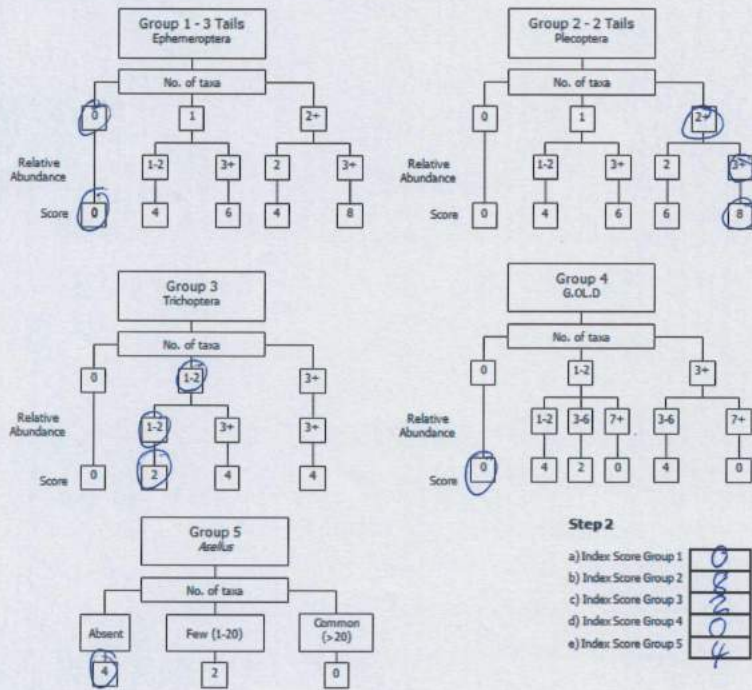 Group 1 - 3 Tails
Ephemeroptera
No. of taxa
0 1 2+
Relative Abundance
1-2 3+ 2 3+
Score
0 4 6 4 8
Group 2 - 2 Tails
Plecoptera
No. of taxa
0 1 2+
Relative Abundance
1-2 3+ 2 3+
Score
0 4 6 6 8
Group 3
Trichoptera
No. of taxa
0 1-2 3+
Relative Abundance
1-2 3+ 3+
Score
0 2 4 4
Group 4
G.OL.D
No. of taxa
0 1-2 3+
Relative Abundance
1-2 3-6 7+ 3-6 7+
Score
0 4 2 0 4 0
Group 5
Asellus
No. of taxa
Absent Few (1-20) Common (>20)
4 2 0
Step 2
a) Index Score Group 1 0
b) Index Score Group 2 8
c) Index Score Group 3 2
d) Index Score Group 4 0
e) Index Score Group 5 4